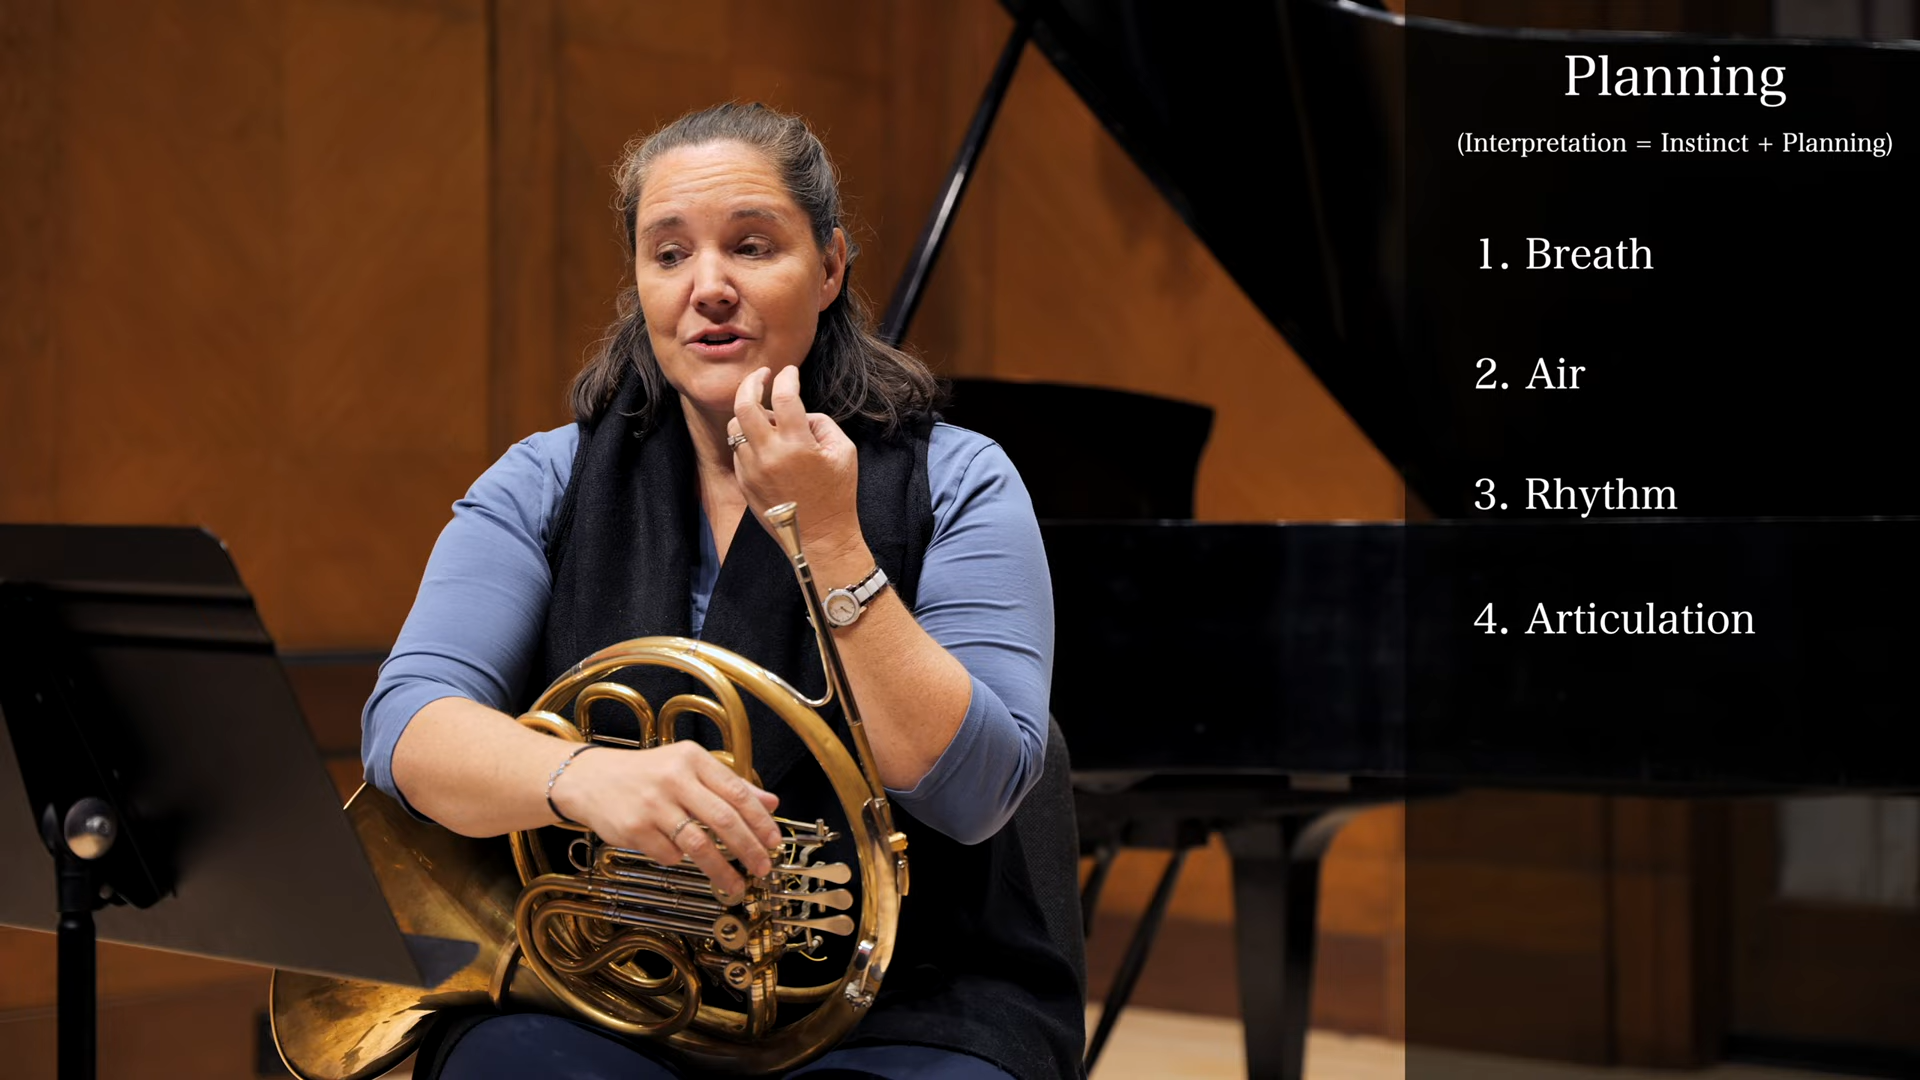 Planning
(Interpretation = Instinct + Planning)
1. Breath
2. Air
3. Rhythm
4. Articulation